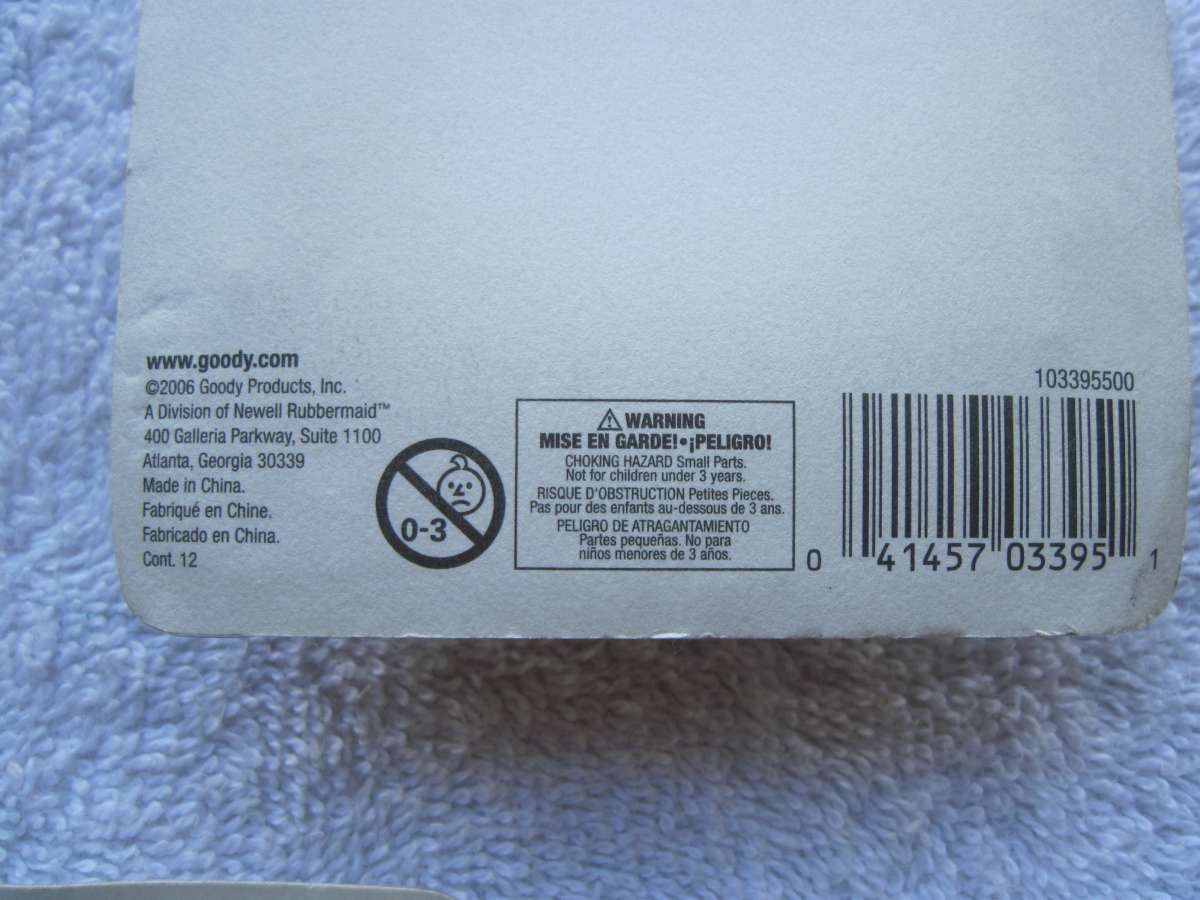 www.goody.com
©2006 Goody Products, Inc.
A Division of Newell Rubbermaid™
400 Galleria Parkway, Suite 1100
Atlanta, Georgia 30339
Made in China.
Fabriqué en Chine.
Fabricado en China.
Cont. 12
0-3
⚠ WARNING
MISE EN GARDE!•¡PELIGRO!
CHOKING HAZARD Small Parts.
Not for children under 3 years.
RISQUE D'OBSTRUCTION Petites Pieces.
Pas pour des enfants au-dessous de 3 ans.
PELIGRO DE ATRAGANTAMIENTO
Partes pequeñas. No para
niños menores de 3 años.
103395500
0 41457 03395 1